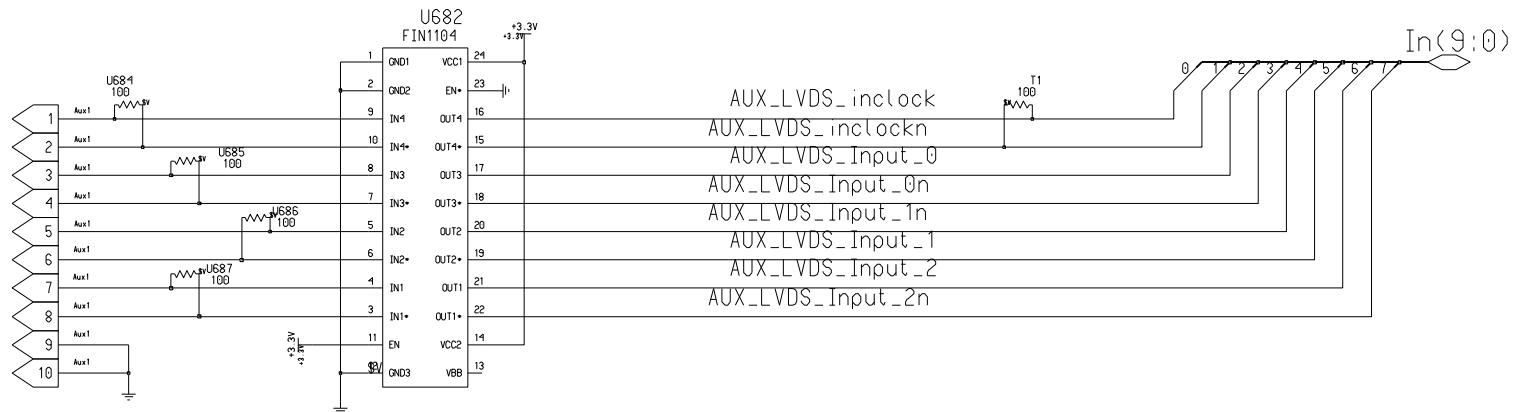 U682
FIN1104
+3.3V
+3.3V
In(9:0)
1 GND1 VCC1 24
0 1 2 3 4 5 6 7
U684
100
$V
2 GND2 EN* 23
T1
100
$V
AUX_LVDS_inclock
1 Aux1 9 IN4 OUT4 16
AUX_LVDS_inclockn
2 Aux1 10 IN4* OUT4* 15
U685
100
$V
AUX_LVDS_Input_0
3 Aux1 8 IN3 OUT3 17
AUX_LVDS_Input_0n
4 Aux1 7 IN3* OUT3* 18
U686
100
$V
AUX_LVDS_Input_1n
5 Aux1 5 IN2 OUT2 20
AUX_LVDS_Input_1
6 Aux1 6 IN2* OUT2* 19
U687
100
$V
AUX_LVDS_Input_2
7 Aux1 4 IN1 OUT1 21
AUX_LVDS_Input_2n
8 Aux1 3 IN1* OUT1* 22
9 Aux1 +3.3V +3.3V 11 EN VCC2 14
10 Aux1 GND3 VBB 13